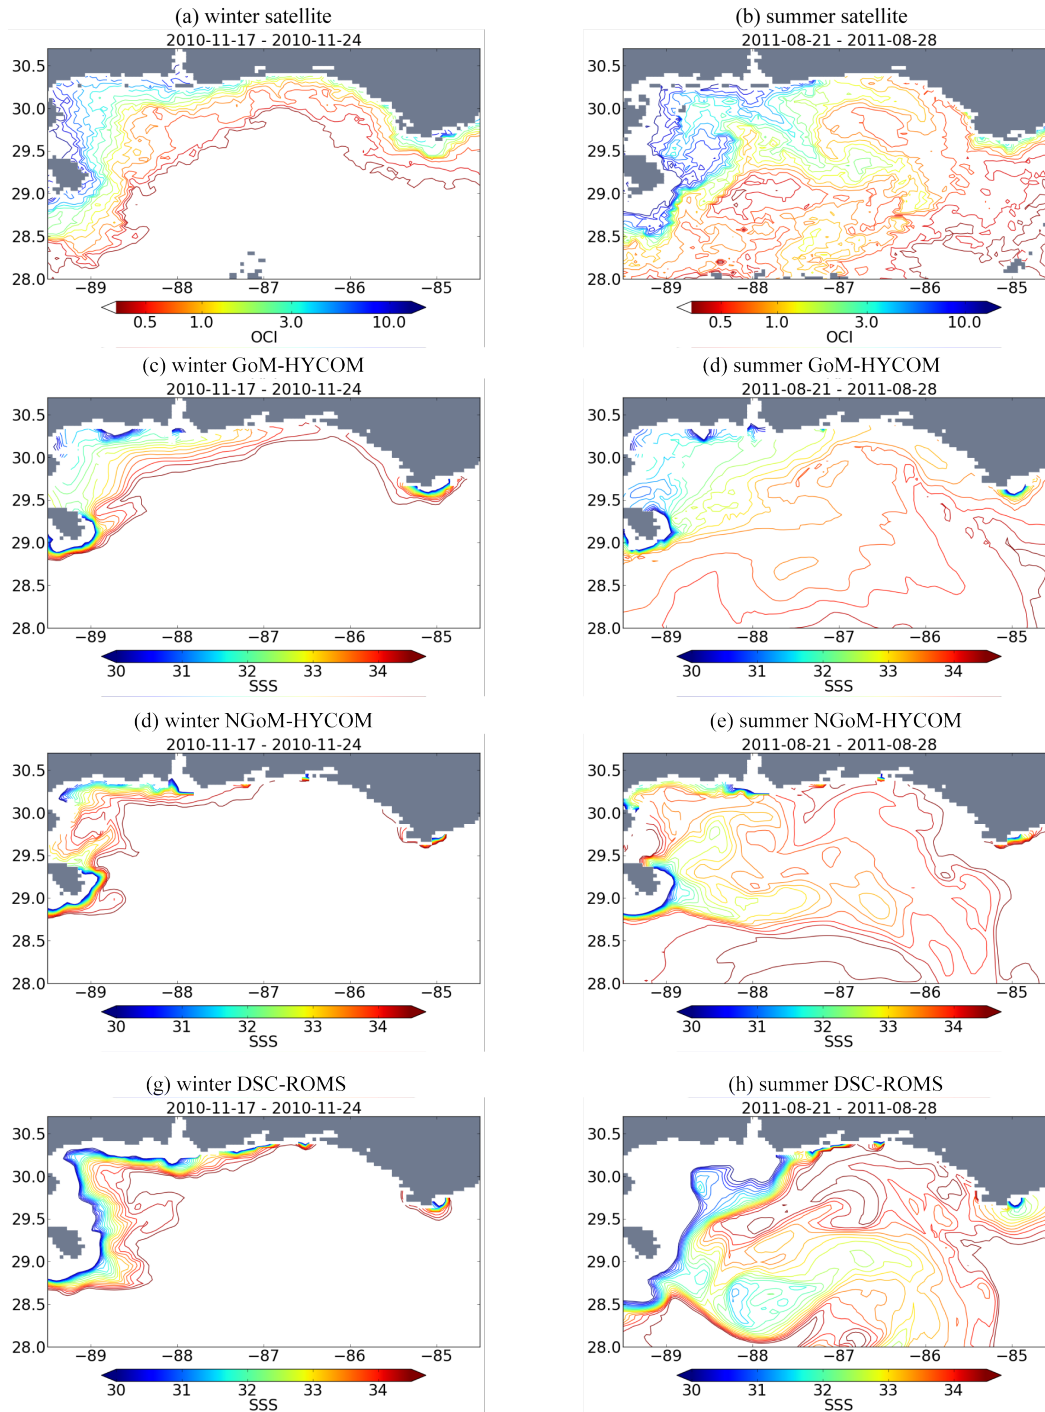 (a) winter satellite
2010-11-17 - 2010-11-24
30.5
30.0
29.5
29.0
28.5
28.0
−89 −88 −87 −86 −85
0.5 1.0 3.0 10.0
OCI
(b) summer satellite
2011-08-21 - 2011-08-28
30.5
30.0
29.5
29.0
28.5
28.0
−89 −88 −87 −86 −85
0.5 1.0 3.0 10.0
OCI
(c) winter GoM-HYCOM
2010-11-17 - 2010-11-24
30.5
30.0
29.5
29.0
28.5
28.0
−89 −88 −87 −86 −85
30 31 32 33 34
SSS
(d) summer GoM-HYCOM
2011-08-21 - 2011-08-28
30.5
30.0
29.5
29.0
28.5
28.0
−89 −88 −87 −86 −85
30 31 32 33 34
SSS
(d) winter NGoM-HYCOM
2010-11-17 - 2010-11-24
30.5
30.0
29.5
29.0
28.5
28.0
−89 −88 −87 −86 −85
30 31 32 33 34
SSS
(e) summer NGoM-HYCOM
2011-08-21 - 2011-08-28
30.5
30.0
29.5
29.0
28.5
28.0
−89 −88 −87 −86 −85
30 31 32 33 34
SSS
(g) winter DSC-ROMS
2010-11-17 - 2010-11-24
30.5
30.0
29.5
29.0
28.5
28.0
−89 −88 −87 −86 −85
30 31 32 33 34
SSS
(h) summer DSC-ROMS
2011-08-21 - 2011-08-28
30.5
30.0
29.5
29.0
28.5
28.0
−89 −88 −87 −86 −85
30 31 32 33 34
SSS